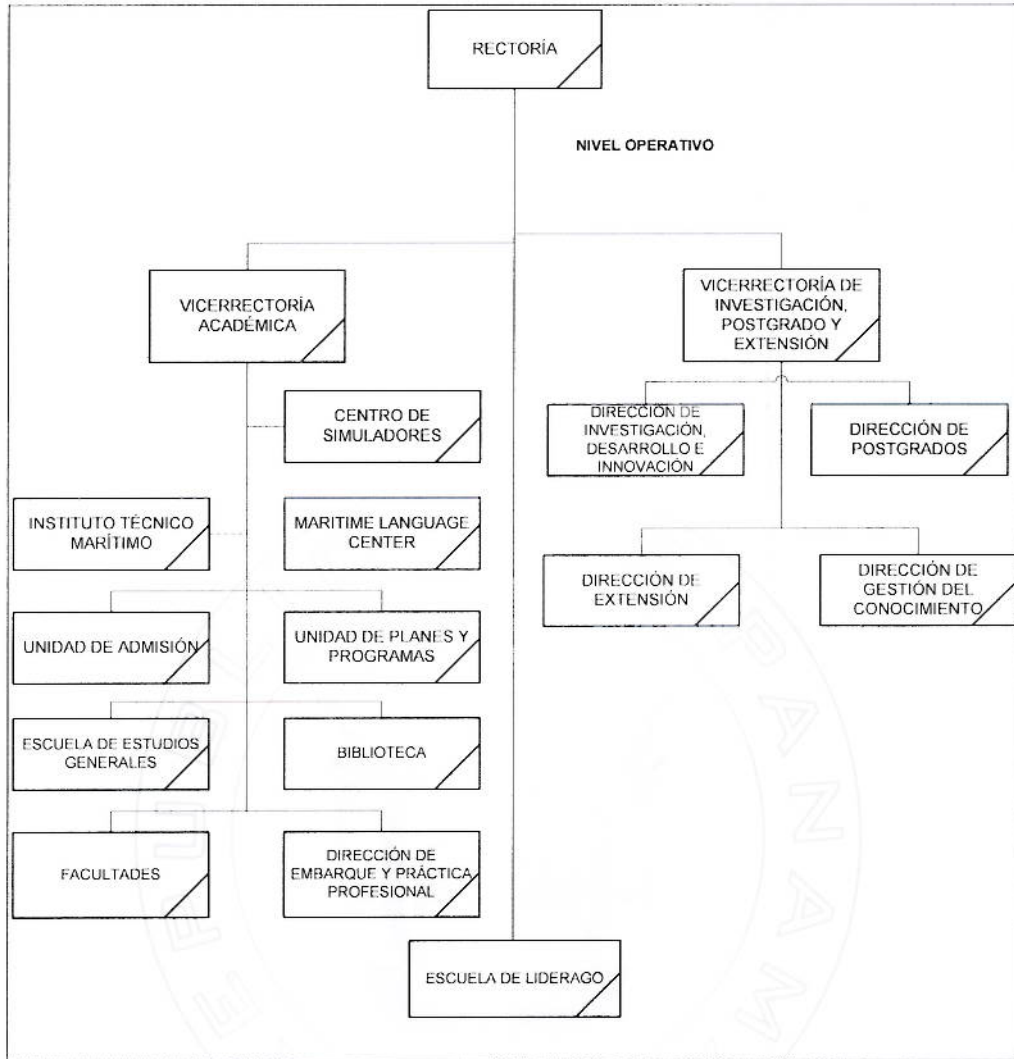 RECTORÍA
NIVEL OPERATIVO
VICERRECTORÍA
ACADÉMICA
VICERRECTORÍA DE
INVESTIGACIÓN,
POSTGRADO Y
EXTENSIÓN
CENTRO DE
SIMULADORES
DIRECCIÓN DE
INVESTIGACIÓN,
DESARROLLO E
INNOVACIÓN
DIRECCIÓN DE
POSTGRADOS
INSTITUTO TÉCNICO
MARÍTIMO
MARITIME LANGUAGE
CENTER
DIRECCIÓN DE
EXTENSIÓN
DIRECCIÓN DE
GESTIÓN DEL
CONOCIMIENTO
UNIDAD DE ADMISIÓN
UNIDAD DE PLANES Y
PROGRAMAS
ESCUELA DE ESTUDIOS
GENERALES
BIBLIOTECA
FACULTADES
DIRECCIÓN DE
EMBARQUE Y PRÁCTICA
PROFESIONAL
ESCUELA DE LIDERAGO